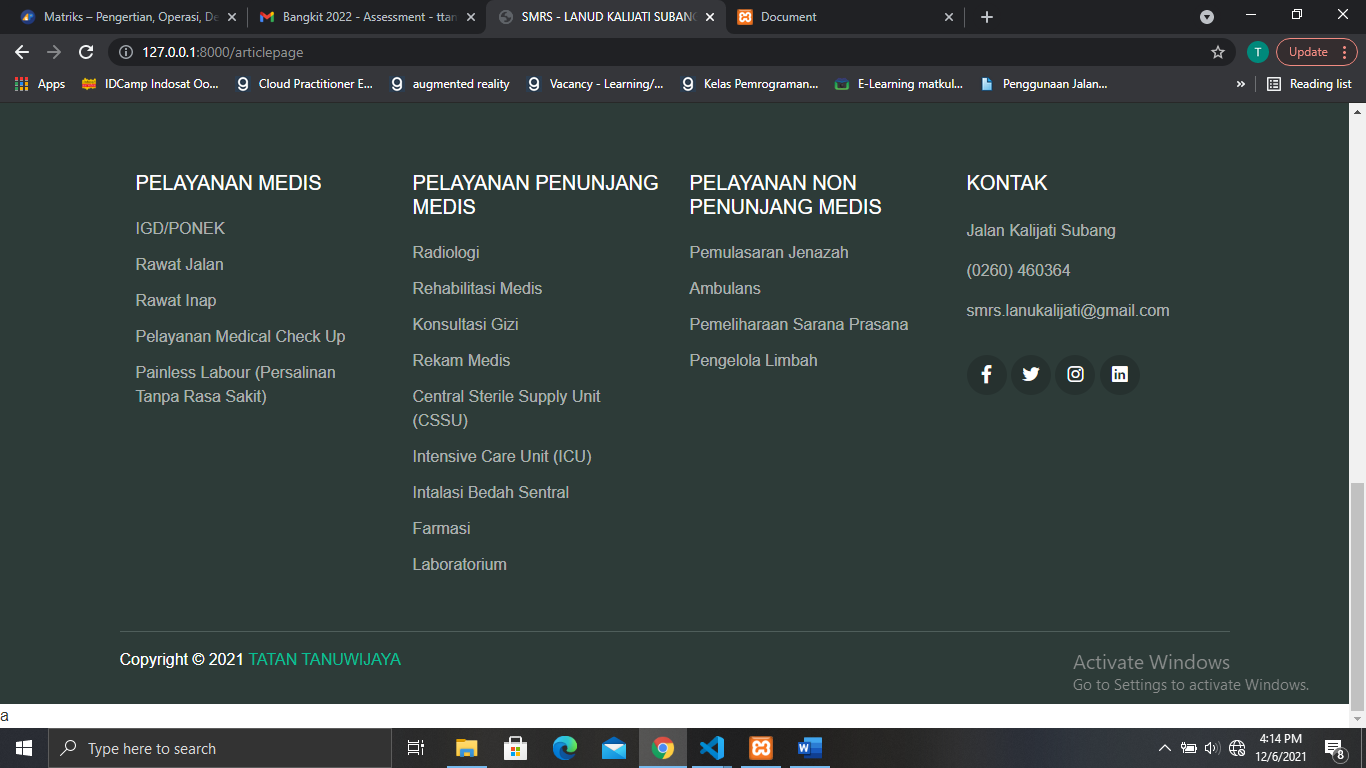 Matriks – Pengertian, Operasi, De
Bangkit 2022 - Assessment - ttan
SMRS - LANUD KALIJATI SUBANG
Document
127.0.0.1:8000/articlepage
T
Update
Apps
IDCamp Indosat Oo...
Cloud Practitioner E...
augmented reality
Vacancy - Learning/...
Kelas Pemrograman...
E-Learning matkul...
Penggunaan Jalan...
»
Reading list
PELAYANAN MEDIS
IGD/PONEK
Rawat Jalan
Rawat Inap
Pelayanan Medical Check Up
Painless Labour (Persalinan
Tanpa Rasa Sakit)
PELAYANAN PENUNJANG
MEDIS
Radiologi
Rehabilitasi Medis
Konsultasi Gizi
Rekam Medis
Central Sterile Supply Unit
(CSSU)
Intensive Care Unit (ICU)
Intalasi Bedah Sentral
Farmasi
Laboratorium
PELAYANAN NON
PENUNJANG MEDIS
Pemulasaran Jenazah
Ambulans
Pemeliharaan Sarana Prasana
Pengelola Limbah
KONTAK
Jalan Kalijati Subang
(0260) 460364
smrs.lanukalijati@gmail.com
Copyright © 2021 TATAN TANUWIJAYA
Activate Windows
Go to Settings to activate Windows.
a
Type here to search
4:14 PM
12/6/2021
8